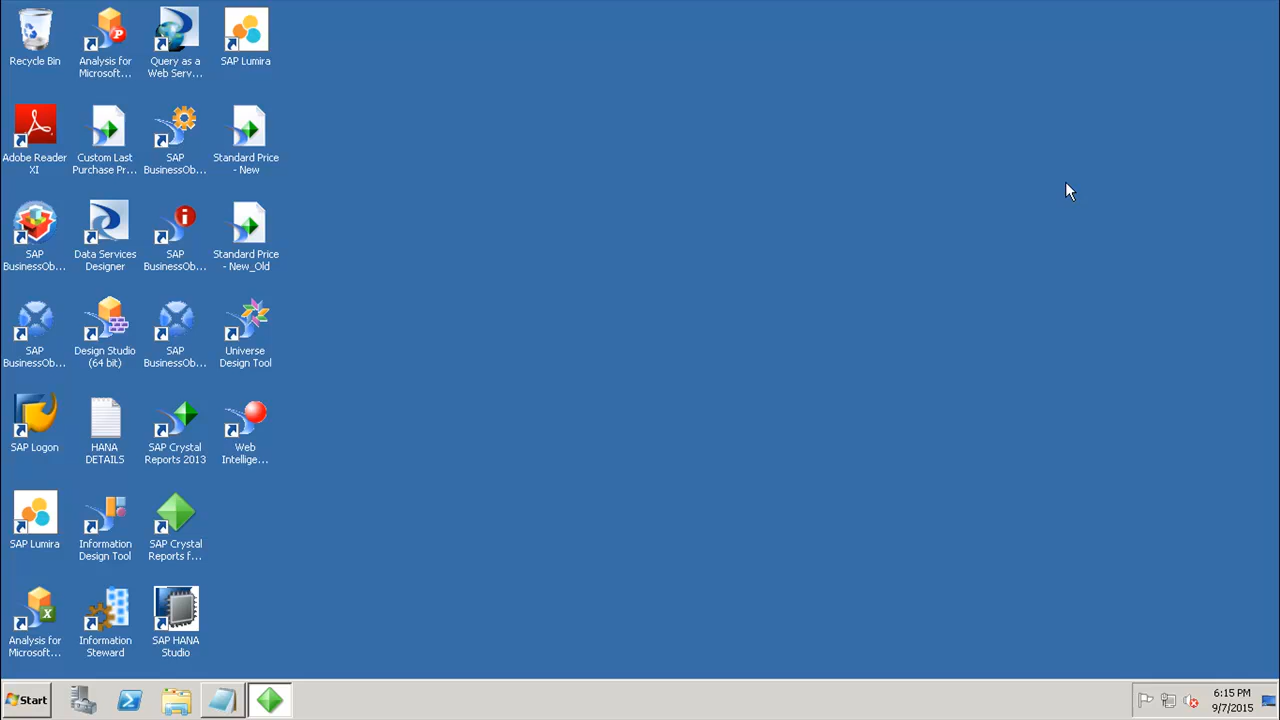 Recycle Bin
Analysis for
Microsoft...
Query as a
Web Serv...
SAP Lumira
Adobe Reader
XI
Custom Last
Purchase Pr...
SAP
BusinessOb...
Standard Price
- New
SAP
BusinessOb...
Data Services
Designer
SAP
BusinessOb...
Standard Price
- New_Old
SAP
BusinessOb...
Design Studio
(64 bit)
SAP
BusinessOb...
Universe
Design Tool
SAP Logon
HANA
DETAILS
SAP Crystal
Reports 2013
Web
Intellige...
SAP Lumira
Information
Design Tool
SAP Crystal
Reports f...
Analysis for
Microsoft...
Information
Steward
SAP HANA
Studio
Start
6:15 PM
9/7/2015